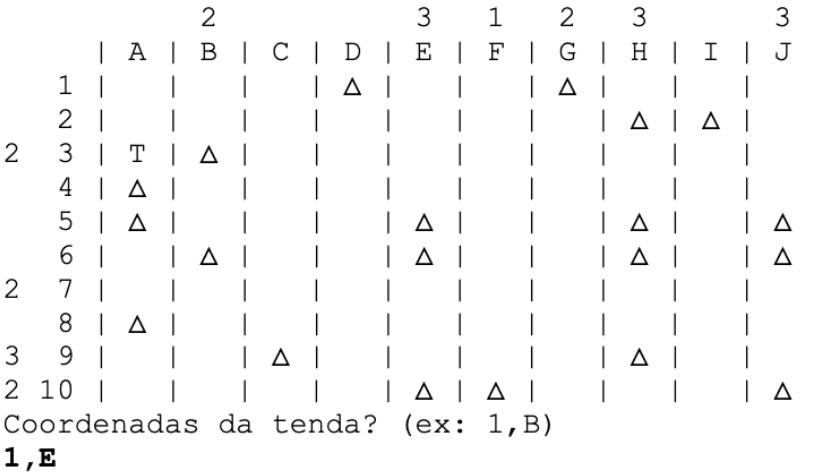 2                 3     1     2     3           3
        |  A  |  B  |  C  |  D  |  E  |  F  |  G  |  H  |  I  |  J
     1  |     |     |     |  Δ  |     |     |  Δ  |     |     |
     2  |     |     |     |     |     |     |     |  Δ  |  Δ  |
2    3  |  T  |  Δ  |     |     |     |     |     |     |     |
     4  |  Δ  |     |     |     |     |     |     |     |     |
     5  |  Δ  |     |     |     |  Δ  |     |     |  Δ  |     |  Δ
     6  |     |  Δ  |     |     |  Δ  |     |     |  Δ  |     |  Δ
2    7  |     |     |     |     |     |     |     |     |     |
     8  |  Δ  |     |     |     |     |     |     |     |     |
3    9  |     |     |  Δ  |     |     |     |     |  Δ  |     |
2   10  |     |     |     |     |  Δ  |  Δ  |     |     |     |  Δ
Coordenadas da tenda? (ex: 1,B)
1,E